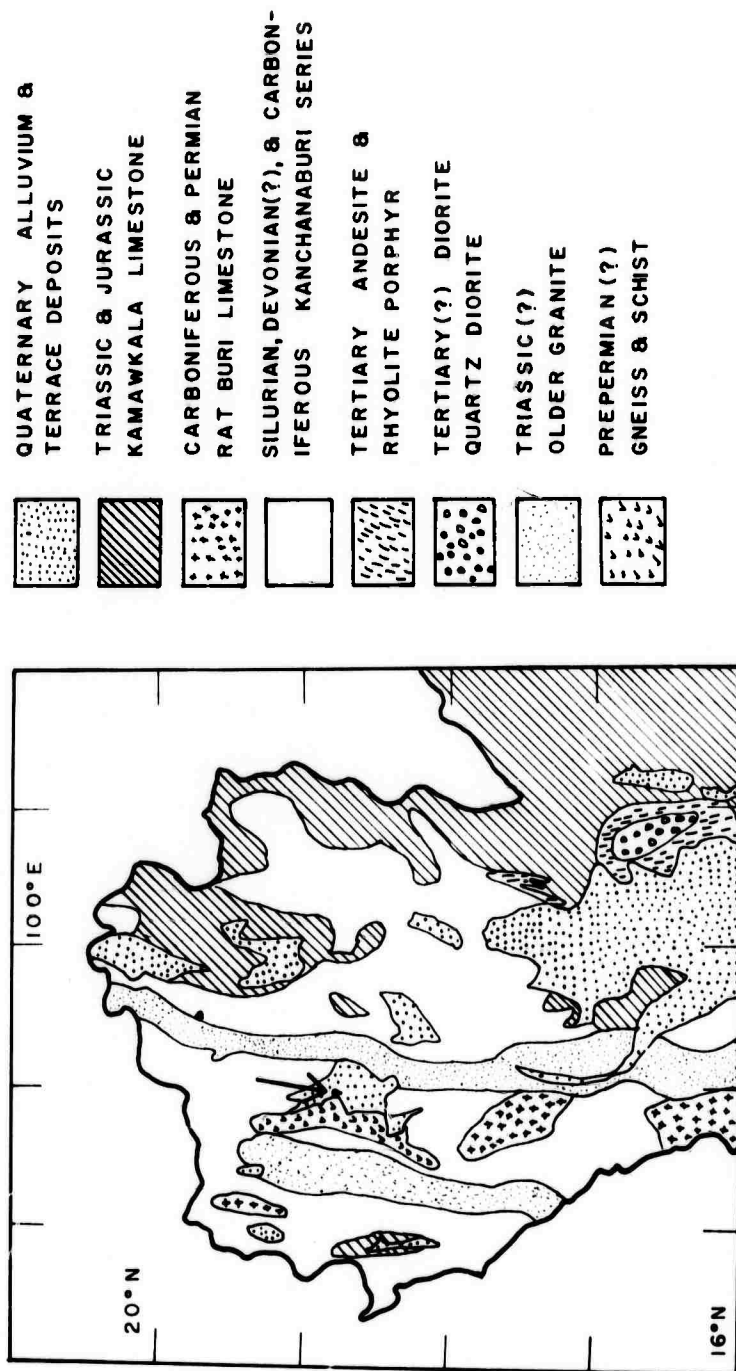 QUATERNARY ALLUVIUM &
TERRACE DEPOSITS
TRIASSIC & JURASSIC
KAMAWKALA LIMESTONE
CARBONIFEROUS & PERMIAN
RAT BURI LIMESTONE
SILURIAN, DEVONIAN(?), & CARBON-
IFEROUS KANCHANABURI SERIES
TERTIARY ANDESITE &
RHYOLITE PORPHYR
TERTIARY(?) DIORITE
QUARTZ DIORITE
TRIASSIC(?)
OLDER GRANITE
PREPERMIAN(?)
GNEISS & SCHIST
100°E
20°N
16°N